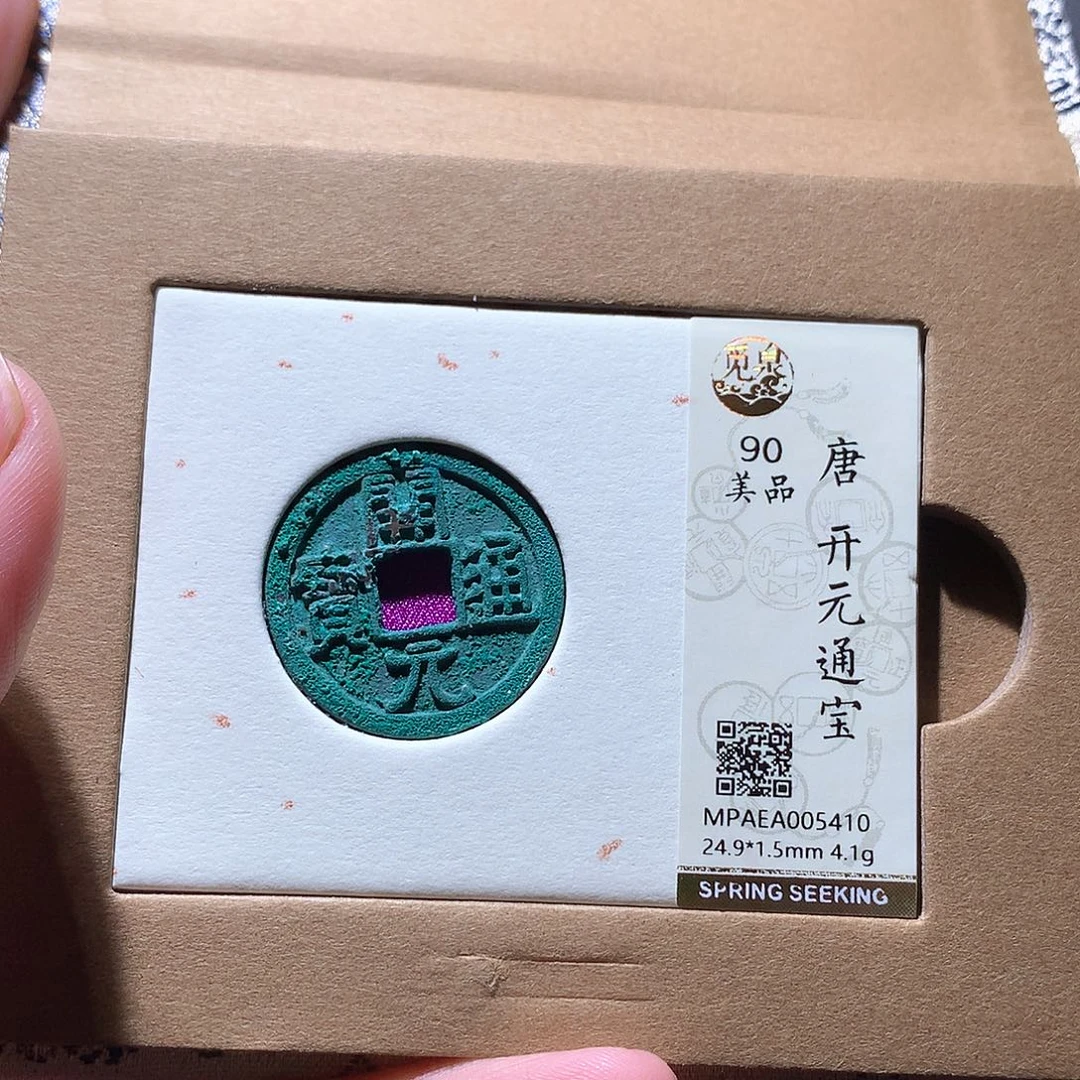 觅泉
90
美品
唐 开元通宝
開元通寳
MPAEA005410
24.9*1.5mm 4.1g
SPRING SEEKING